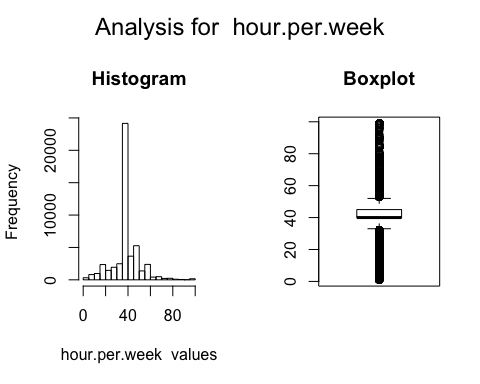 Analysis for  hour.per.week
Histogram
Frequency
20000
10000
0
0 40 80
hour.per.week  values
Boxplot
80
60
40
20
0